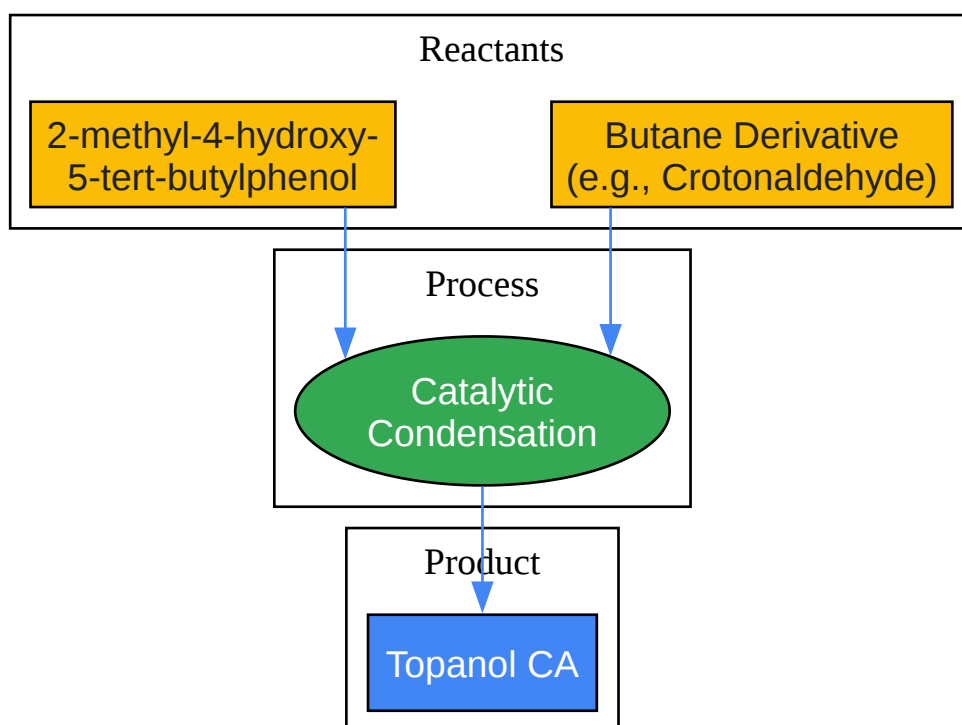 Reactants
2-methyl-4-hydroxy-
5-tert-butylphenol
Butane Derivative
(e.g., Crotonaldehyde)
Process
Catalytic
Condensation
Product
Topanol CA